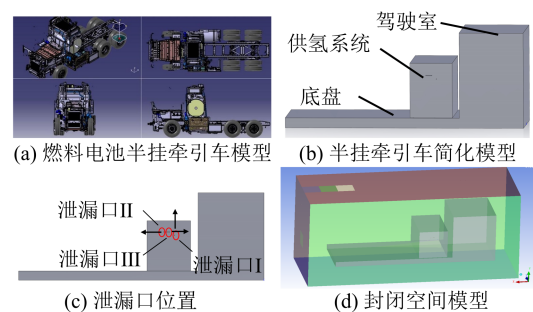 (a) 燃料电池半挂牵引车模型
驾驶室
供氢系统
底盘
(b) 半挂牵引车简化模型
泄漏口II
泄漏口III
泄漏口I
(c) 泄漏口位置
(d) 封闭空间模型